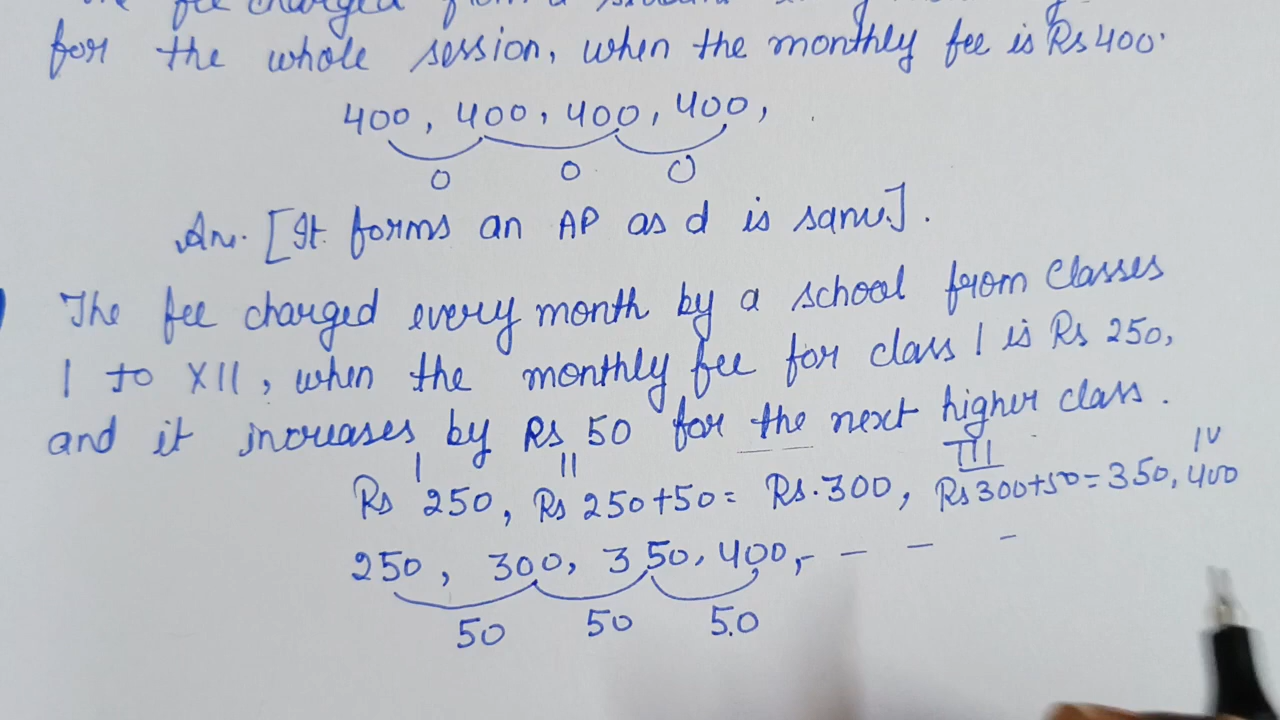 fee charged from a
for the whole session, when the monthly fee is Rs 400.
400, 400, 400, 400,
0 0 0
Ans. [It forms an AP as d is same].
The fee charged every month by a school from Classes
I to XII, when the monthly fee for class I is Rs 250,
and it increases by Rs 50 for the next higher class.
I II III IV
Rs 250, Rs 250+50= Rs.300, Rs300+50=350, 400
250, 300, 350, 400, - - - -
50 50 50